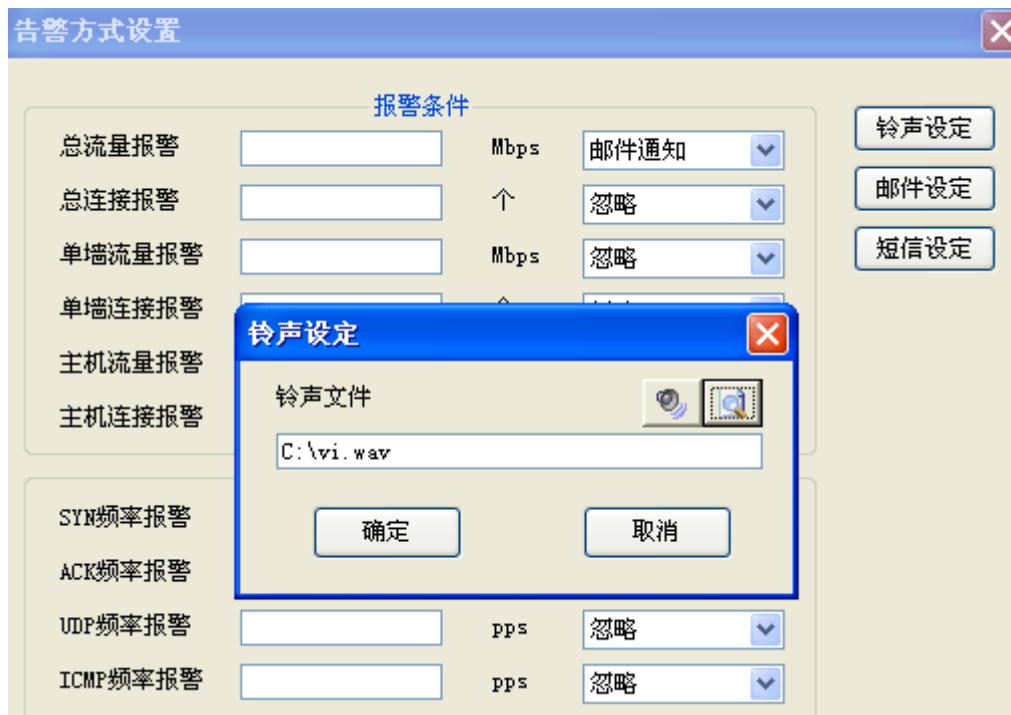 告警方式设置
报警条件
总流量报警 Mbps 邮件通知
总连接报警 个 忽略
单墙流量报警 Mbps 忽略
单墙连接报警
主机流量报警
主机连接报警
铃声设定
邮件设定
短信设定
铃声设定
铃声文件
C:\vi.wav
确定 取消
SYN频率报警
ACK频率报警
UDP频率报警 pps 忽略
ICMP频率报警 pps 忽略